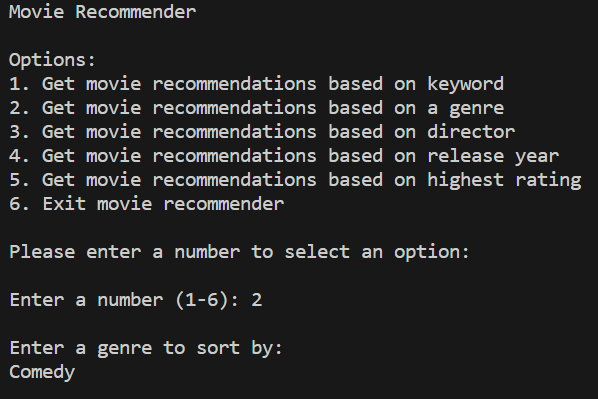 Movie Recommender
Options:
1. Get movie recommendations based on keyword
2. Get movie recommendations based on a genre
3. Get movie recommendations based on director
4. Get movie recommendations based on release year
5. Get movie recommendations based on highest rating
6. Exit movie recommender
Please enter a number to select an option:
Enter a number (1-6): 2
Enter a genre to sort by:
Comedy